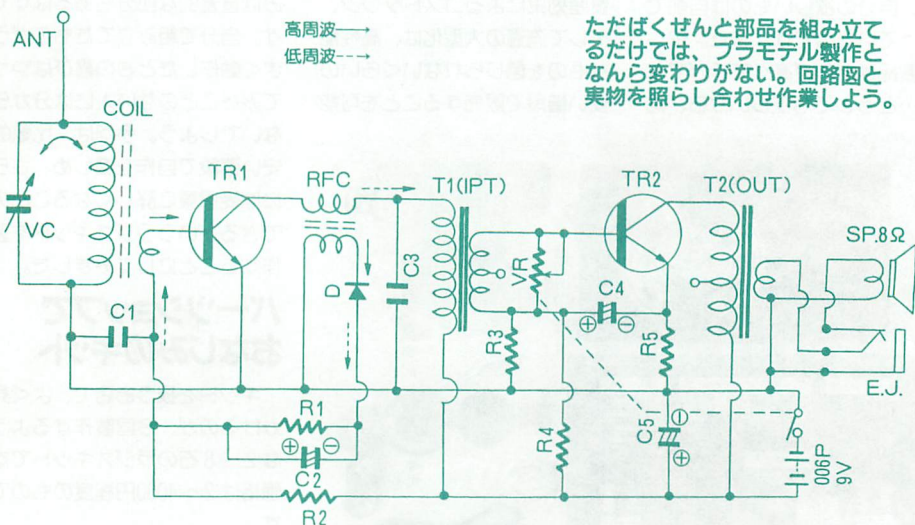 ANT
高周波
低周波
ただばくぜんと部品を組み立て
るだけでは、プラモデル製作と
なんら変わりがない。回路図と
実物を照らし合わせ作業しよう。
COIL
VC
C1
TR1
RFC
D
C3
T1(IPT)
VR
R3
C4
⊕ ⊖
TR2
R5
T2(OUT)
SP.8Ω
E.J.
R1
⊕ ⊖
C2
R2
R4
C5
⊖
⊕
006P
9V